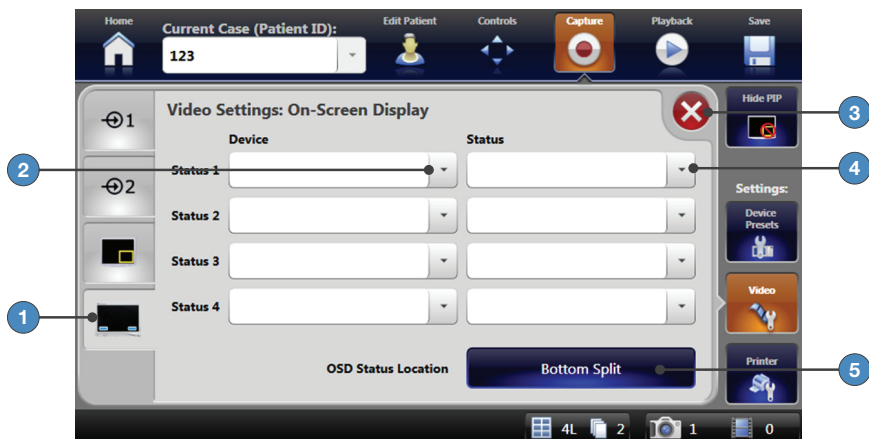 Home
Current Case (Patient ID):
123
Edit Patient
Controls
Capture
Playback
Save
Hide PIP
1
Video Settings: On-Screen Display
3
Device
Status
2
Status 1
4
2
Settings:
Status 2
Device
Presets
Status 3
Video
1
Status 4
OSD Status Location
Bottom Split
Printer
5
4L
2
1
0